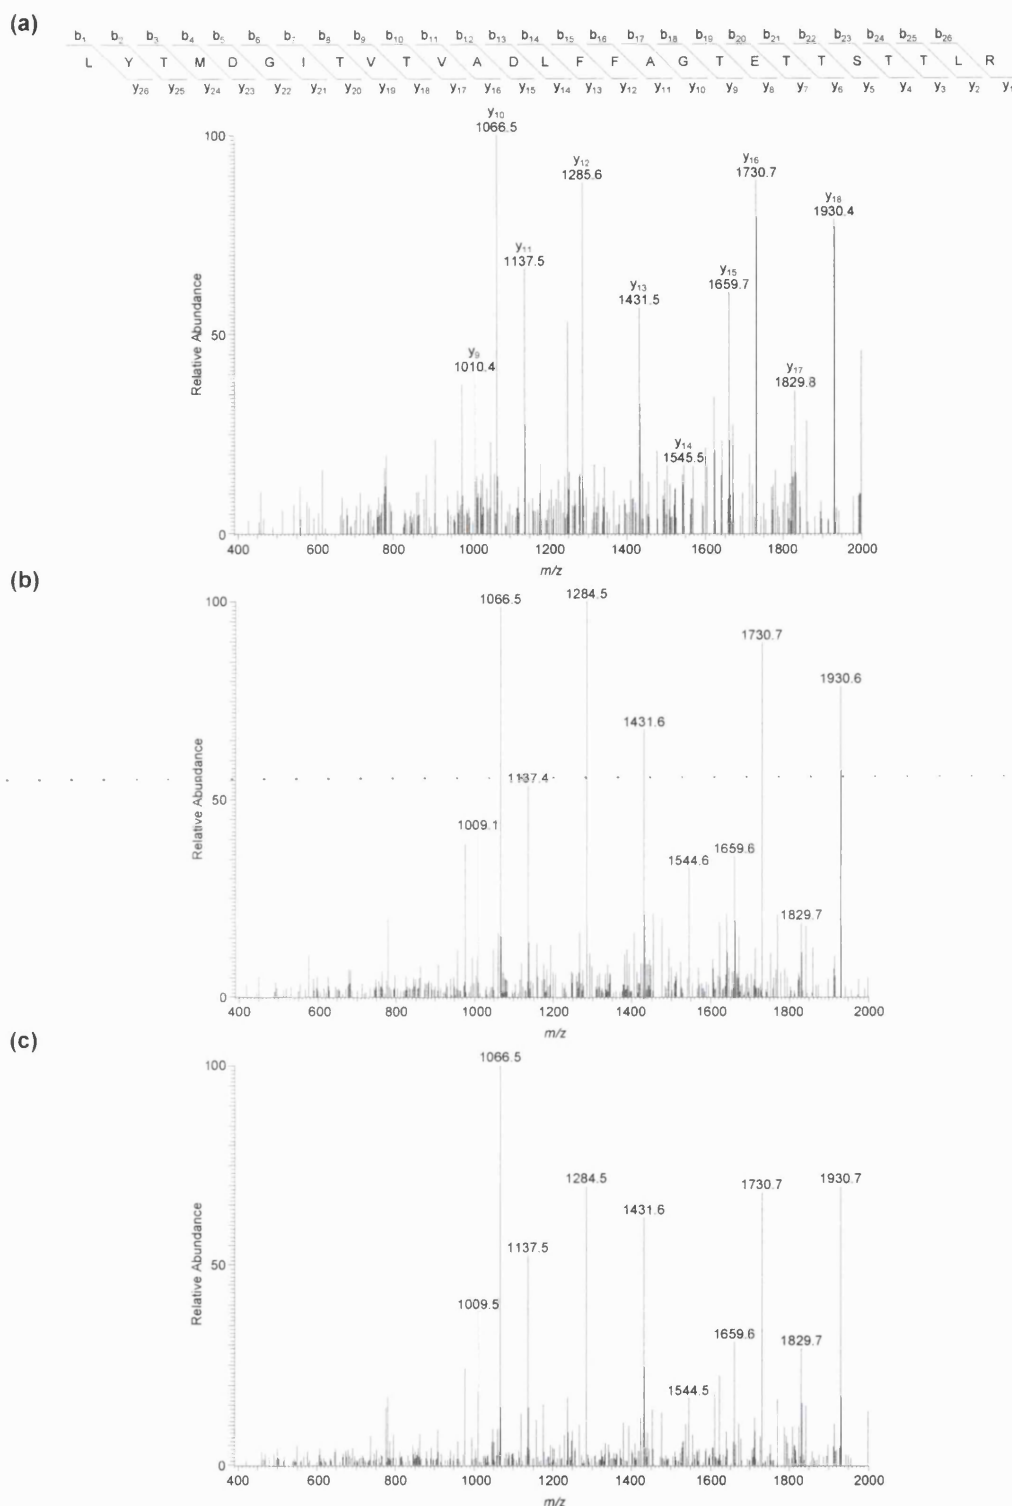 (a)
b₁ b₂ b₃ b₄ b₅ b₆ b₇ b₈ b₉ b₁₀ b₁₁ b₁₂ b₁₃ b₁₄ b₁₅ b₁₆ b₁₇ b₁₈ b₁₉ b₂₀ b₂₁ b₂₂ b₂₃ b₂₄ b₂₅ b₂₆
L Y T M D G I T V T V A D L F F A G T E T T S T T L R
y₂₆ y₂₅ y₂₄ y₂₃ y₂₂ y₂₁ y₂₀ y₁₉ y₁₈ y₁₇ y₁₆ y₁₅ y₁₄ y₁₃ y₁₂ y₁₁ y₁₀ y₉ y₈ y₇ y₆ y₅ y₄ y₃ y₂ y₁
y₁₀
1066.5
100
y₁₂
1285.6
y₁₆
1730.7
y₁₈
1930.4
y₁₁
1137.5
y₁₅
1659.7
y₁₃
1431.5
50
y₉
1010.4
y₁₇
1829.8
y₁₄
1545.5
0
Relative Abundance
400 600 800 1000 1200 1400 1600 1800 2000
m/z
(b)
100
1066.5
1284.5
1730.7
1930.6
1431.6
1137.4
50
1009.1
1544.6
1659.6
1829.7
0
Relative Abundance
400 600 800 1000 1200 1400 1600 1800 2000
m/z
(c)
1066.5
100
1284.5
1730.7
1930.7
1431.6
1137.5
50
1009.5
1659.6
1829.7
1544.5
0
Relative Abundance
400 600 800 1000 1200 1400 1600 1800 2000
m/z